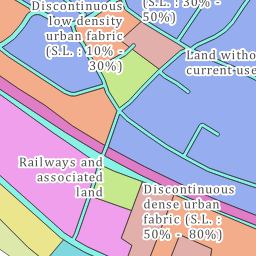 Discontinuous
low density
urban fabric
(S.L. : 10% -
30%)
(S.L. : 30% -
50%)
Land witho
current use
Railways and
associated
land
Discontinuous
dense urban
fabric (S.L. :
50% - 80%)